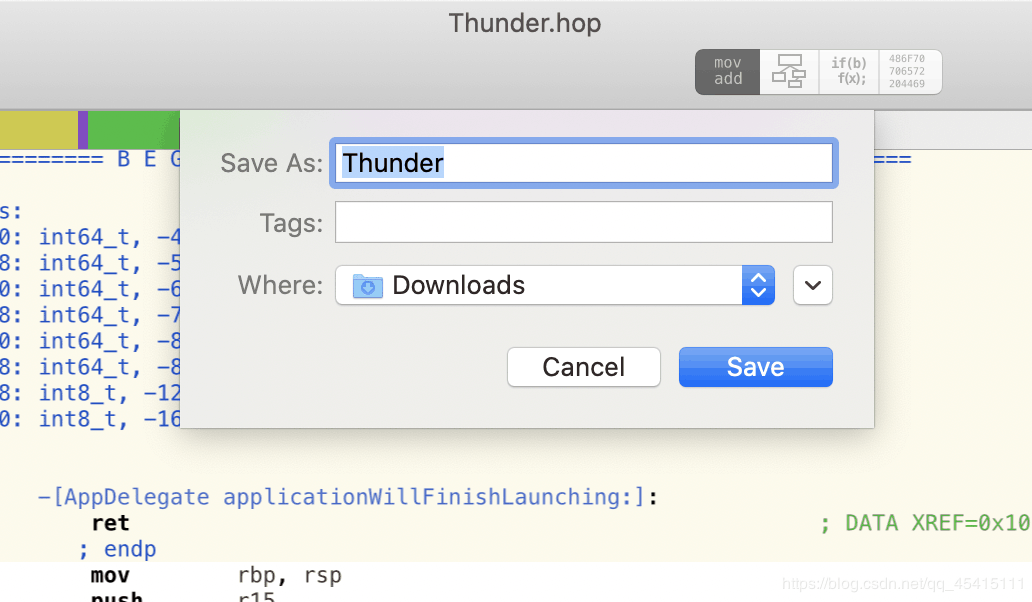 Thunder.hop
mov
add
if(b)
f(x);
486F70
706572
204469
======== B E G
===
Save As: Thunder
Tags:
Where: Downloads
Cancel Save
s:
0: int64_t, -4
8: int64_t, -5
0: int64_t, -6
8: int64_t, -7
0: int64_t, -8
8: int64_t, -8
8: int8_t, -12
0: int8_t, -16
-[AppDelegate applicationWillFinishLaunching:]:
ret ; DATA XREF=0x10
; endp
mov rbp, rsp
push r15
https://blog.csdn.net/qq_45415111